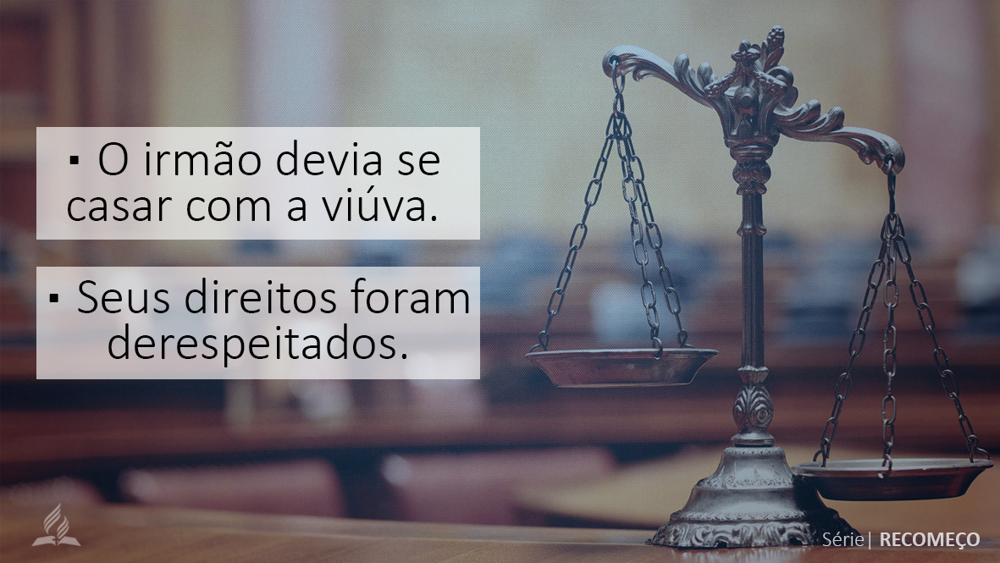 ▪ O irmão devia se
casar com a viúva.
▪ Seus direitos foram
derespeitados.
Série| RECOMEÇO